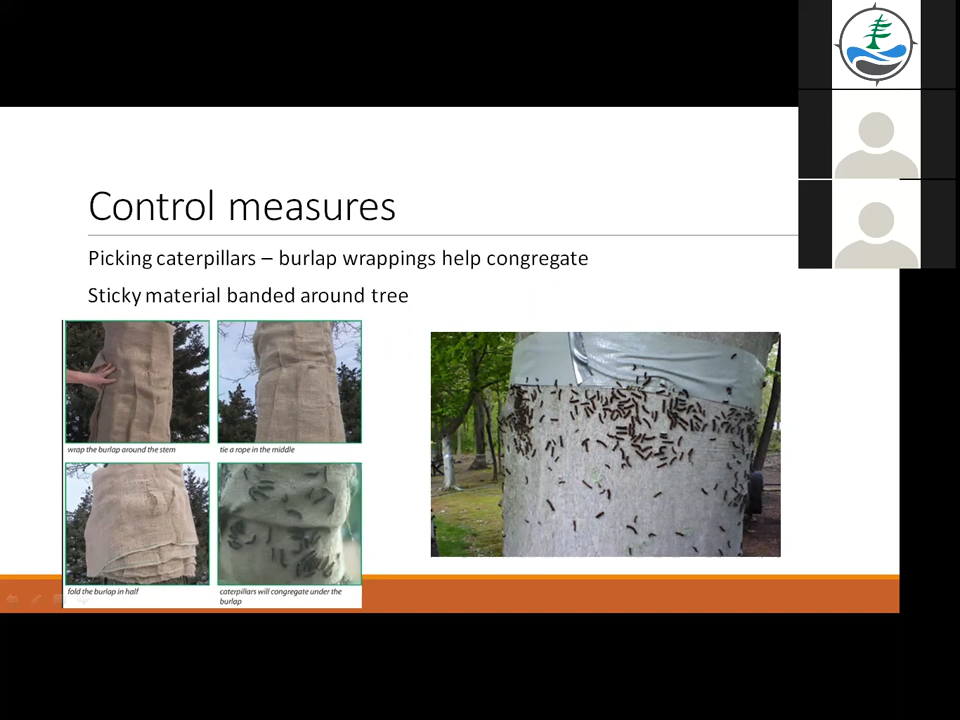 Control measures
Picking caterpillars – burlap wrappings help congregate
Sticky material banded around tree
wrap the burlap around the stem
tie a rope in the middle
fold the burlap in half
caterpillars will congregate under the
burlap